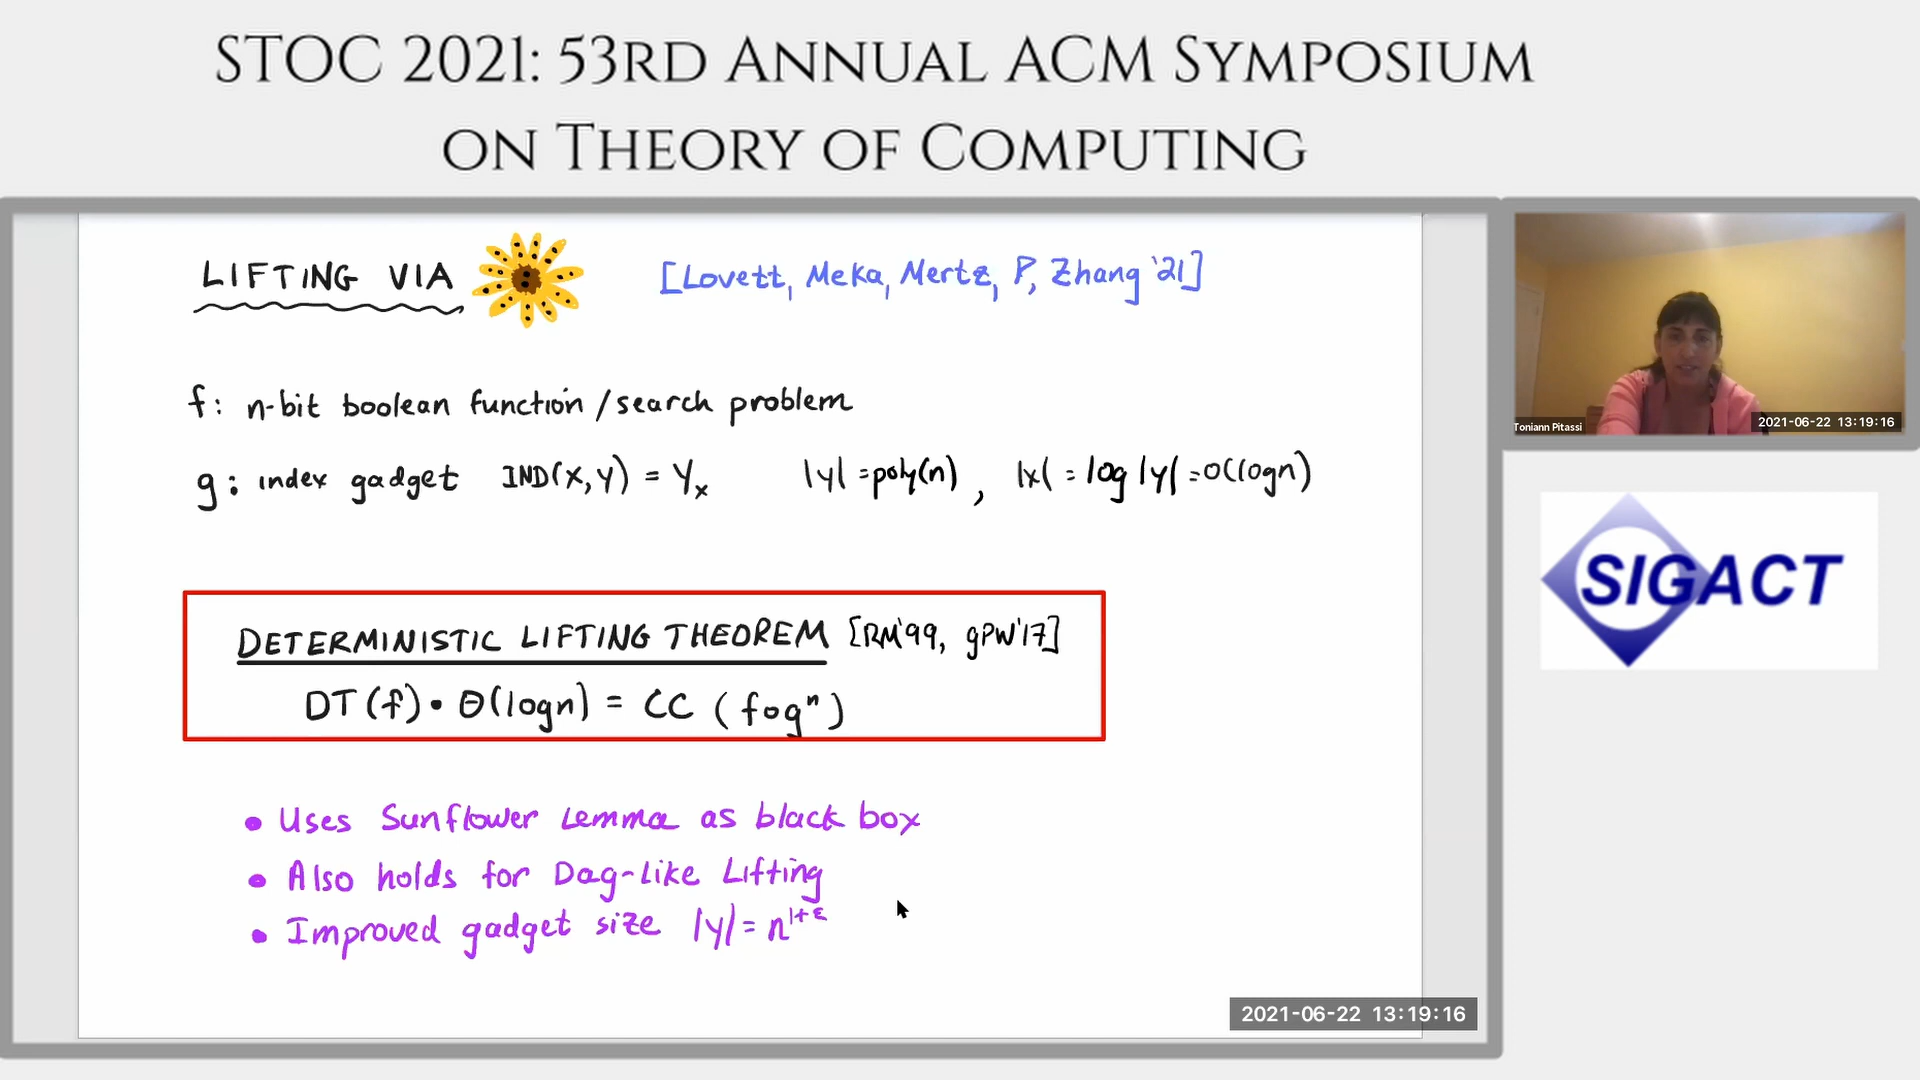 STOC 2021: 53RD ANNUAL ACM SYMPOSIUM
ON THEORY OF COMPUTING
LIFTING VIA [Lovett, Meka, Mertz, P, Zhang '21]
f: n-bit boolean function/search problem
g: index gadget IND(x,y) = y_x |y| = poly(n), |x| = log |y| = O(log n)
DETERMINISTIC LIFTING THEOREM [RM'99, gPW'17]
DT(f) • Θ(log n) = CC (f∘gⁿ)
• Uses Sunflower Lemma as black box
• Also holds for Dag-like Lifting
• Improved gadget size |y| = n^{1+ε}
Toniann Pitassi
2021-06-22 13:19:16
SIGACT
2021-06-22 13:19:16